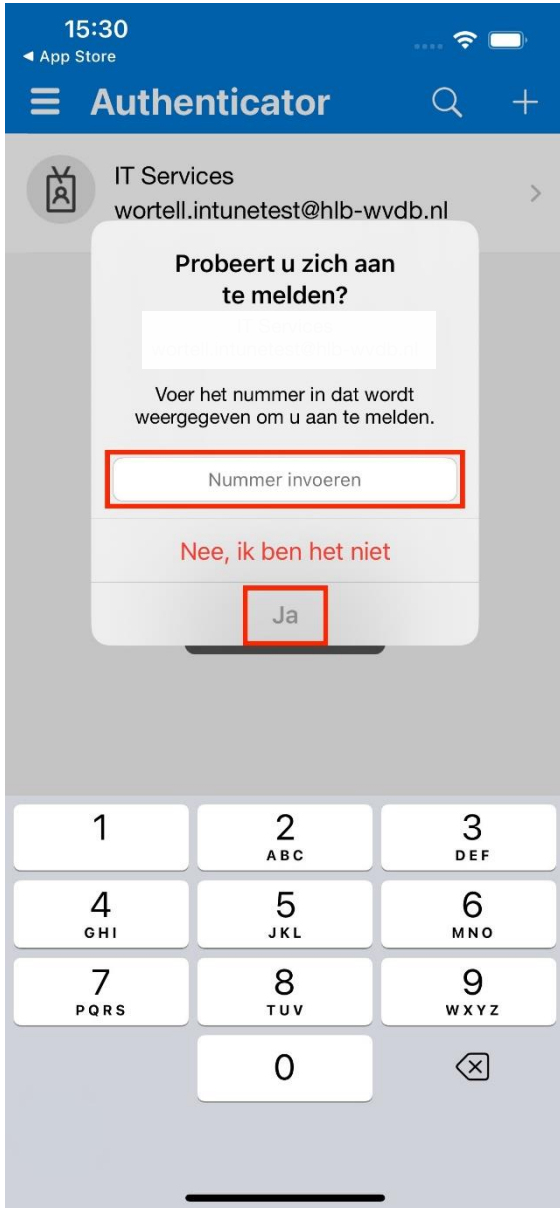 15:30
App Store
Authenticator
IT Services
wortell.intunetest@hlb-wvdb.nl
Probeert u zich aan
te melden?
Voer het nummer in dat wordt
weergegeven om u aan te melden.
Nummer invoeren
Nee, ik ben het niet
Ja
1
2
ABC
3
DEF
4
GHI
5
JKL
6
MNO
7
PQRS
8
TUV
9
WXYZ
0